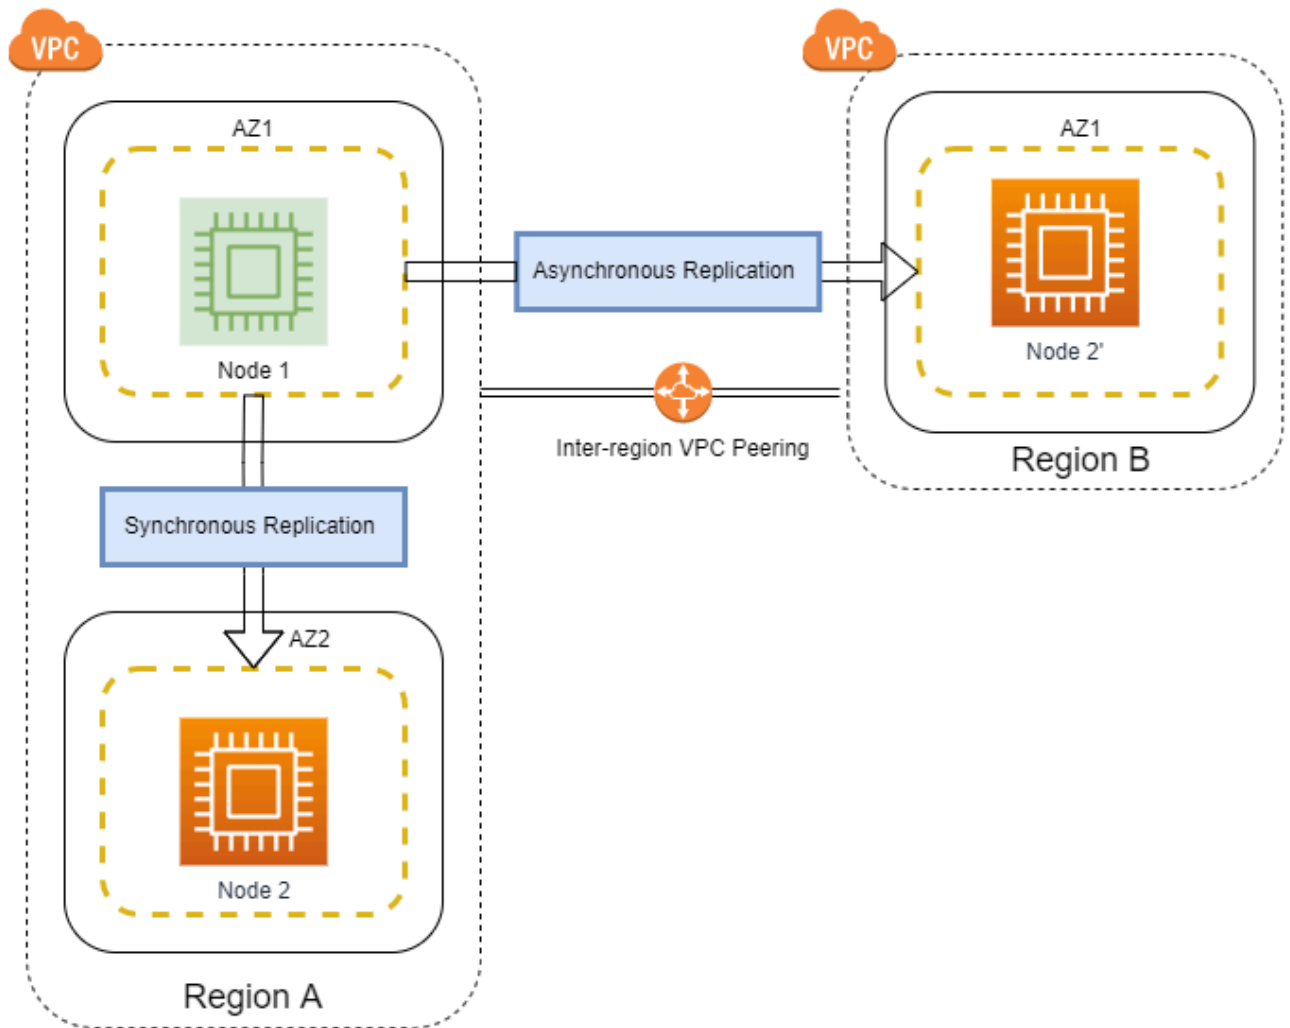 VPC
VPC
AZ1
AZ1
Asynchronous Replication
Node 1
Node 2'
Inter-region VPC Peering
Region B
Synchronous Replication
AZ2
Node 2
Region A